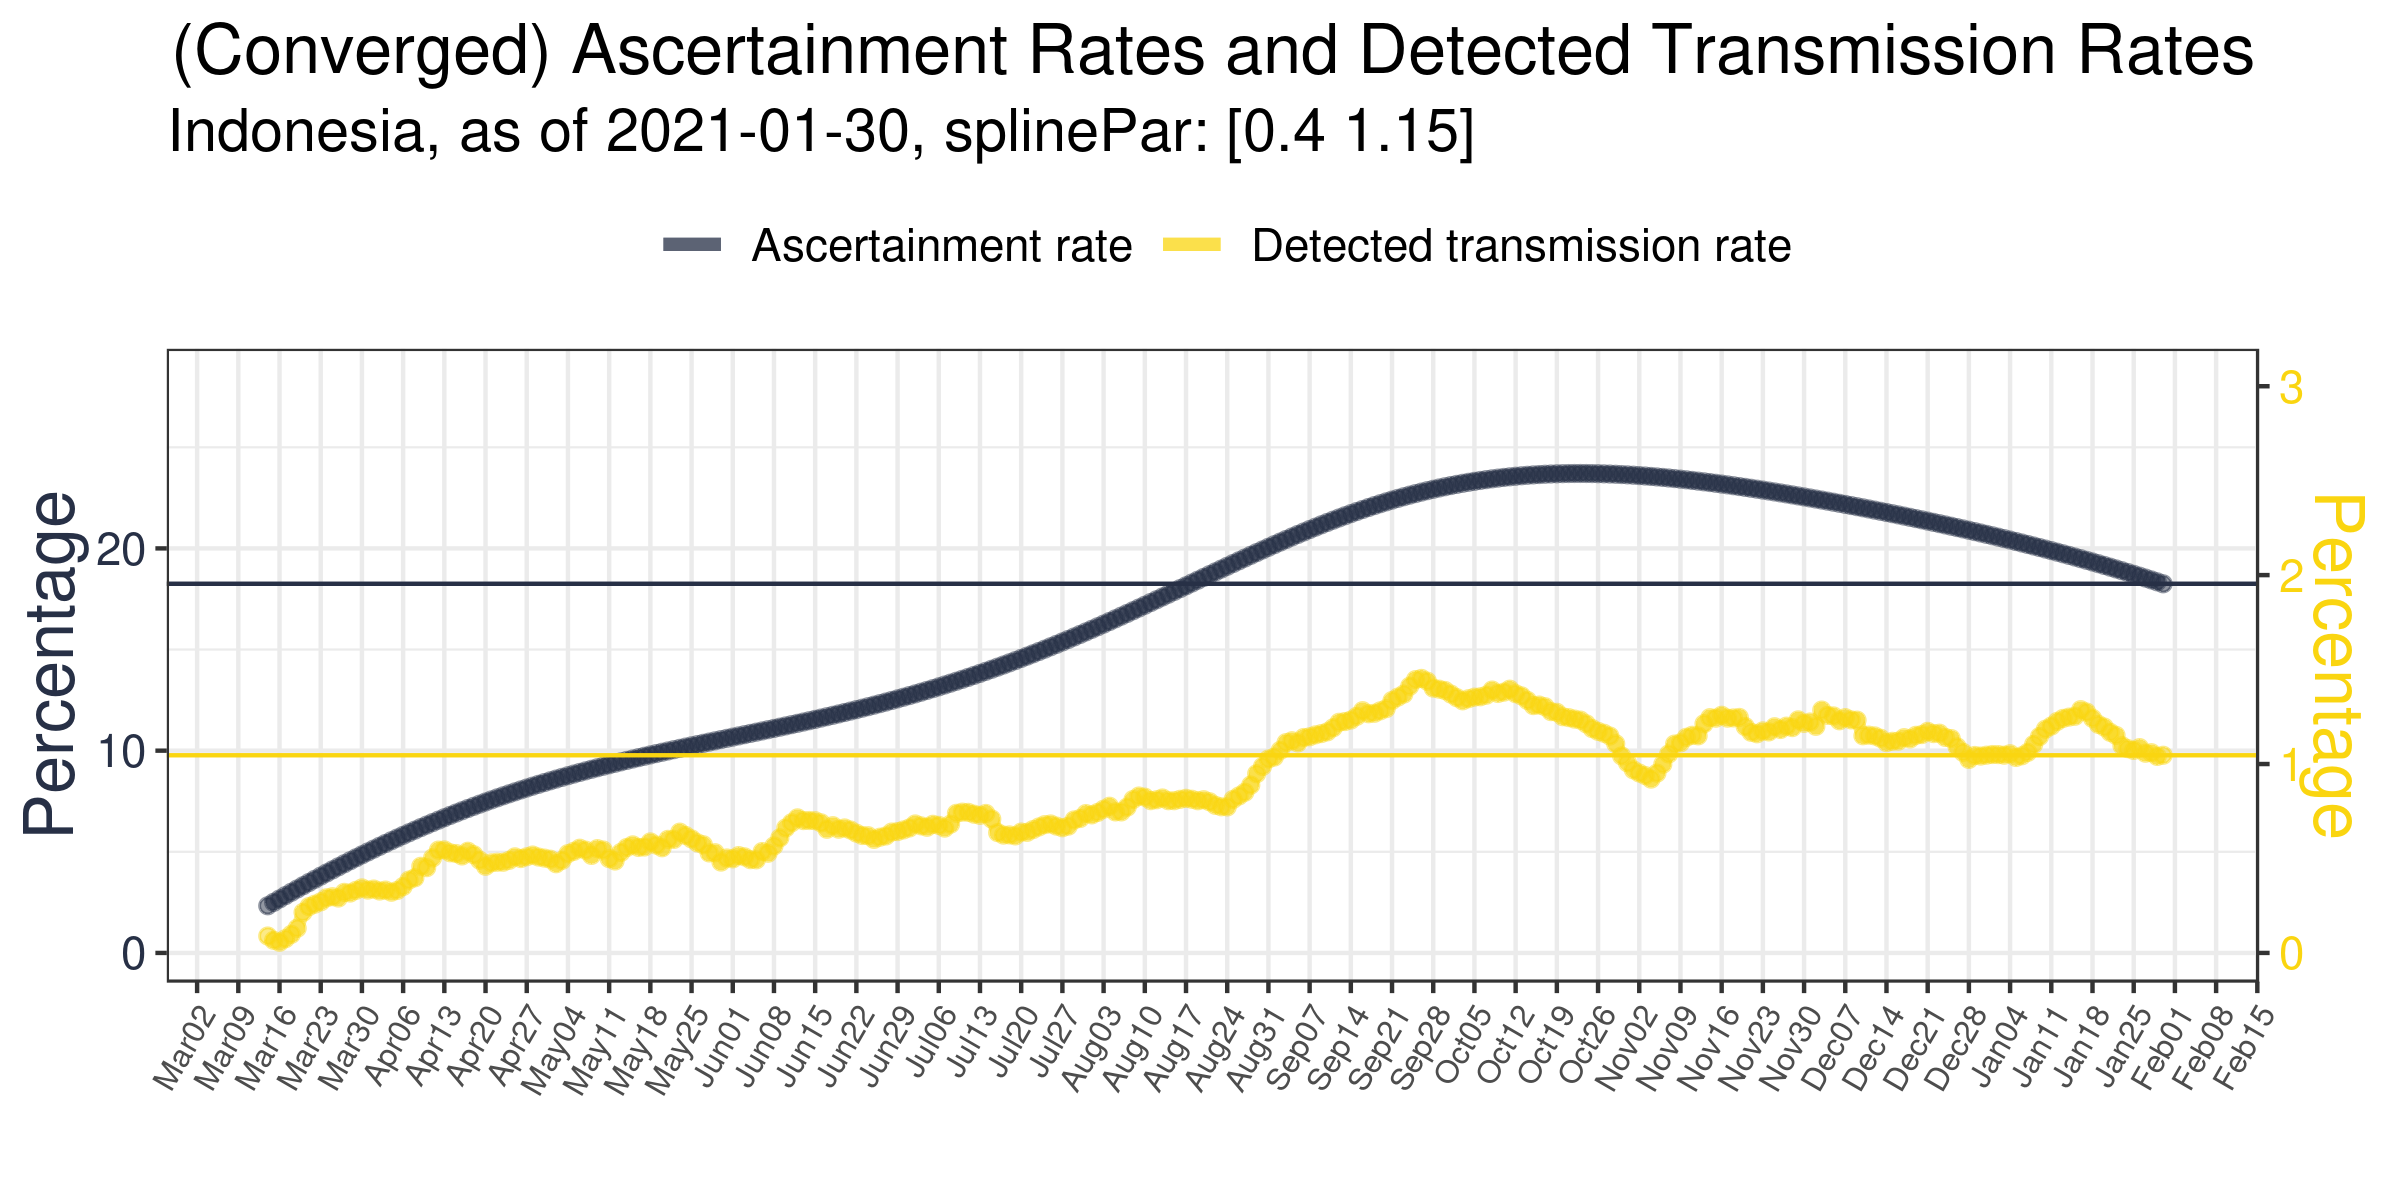 (Converged) Ascertainment Rates and Detected Transmission Rates
Indonesia, as of 2021-01-30, splinePar: [0.4 1.15]
Ascertainment rate
Detected transmission rate
Percentage
20
10
0
3
2
1
0
Percentage
Mar02
Mar09
Mar16
Mar23
Mar30
Apr06
Apr13
Apr20
Apr27
May04
May11
May18
May25
Jun01
Jun08
Jun15
Jun22
Jun29
Jul06
Jul13
Jul20
Jul27
Aug03
Aug10
Aug17
Aug24
Aug31
Sep07
Sep14
Sep21
Sep28
Oct05
Oct12
Oct19
Oct26
Nov02
Nov09
Nov16
Nov23
Nov30
Dec07
Dec14
Dec21
Dec28
Jan04
Jan11
Jan18
Jan25
Feb01
Feb08
Feb15